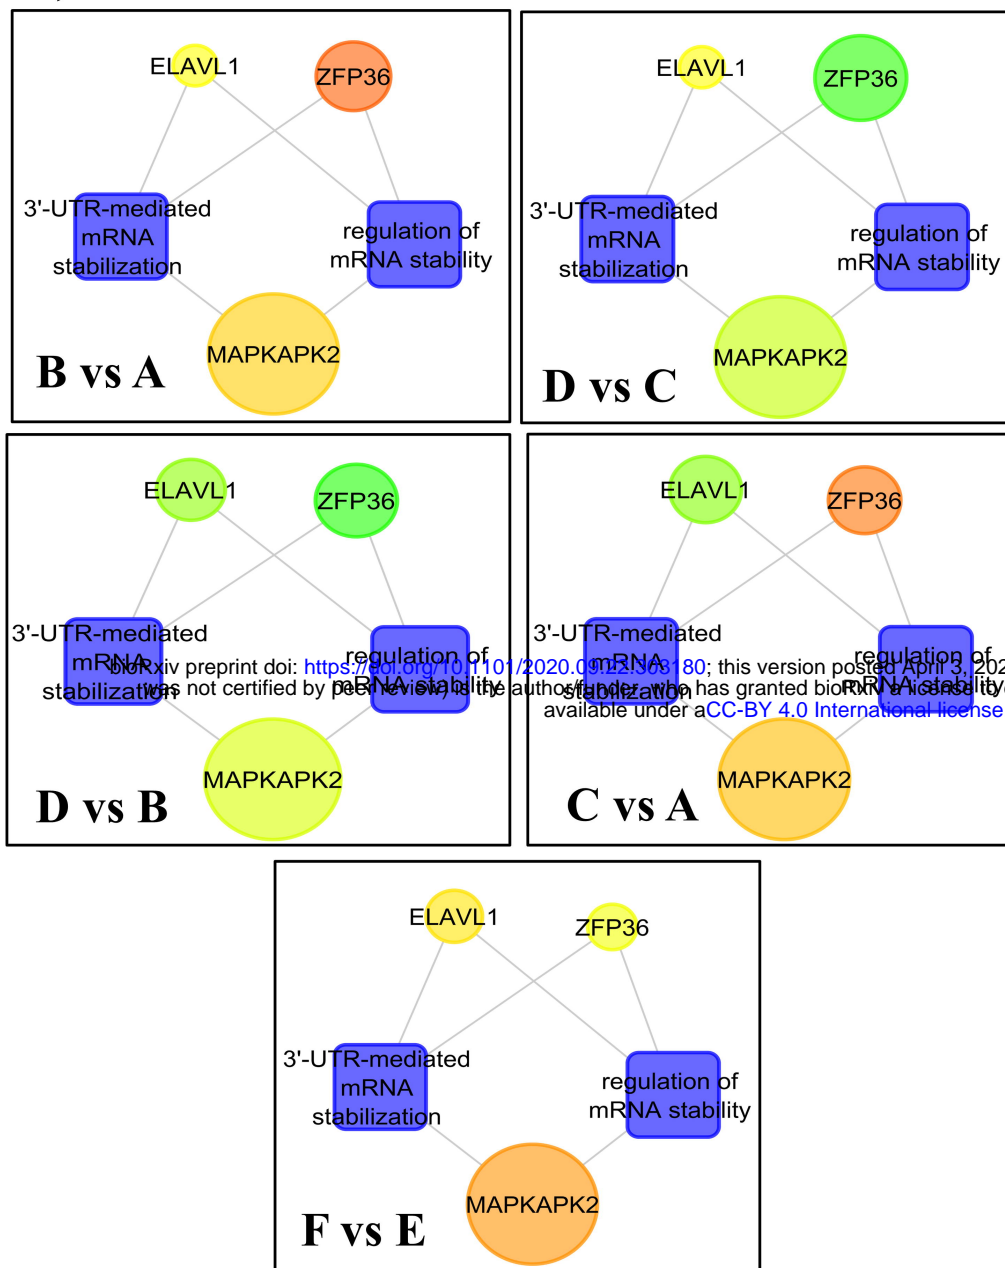 ELAVL1
ZFP36
3'-UTR-mediated
mRNA
stabilization
regulation of
mRNA stability
MAPKAPK2
B vs A
ELAVL1
ZFP36
3'-UTR-mediated
mRNA
stabilization
regulation of
mRNA stability
MAPKAPK2
D vs C
ELAVL1
ZFP36
3'-UTR-mediated
mRNA
stabilization
regulation of
mRNA stability
MAPKAPK2
D vs B
ELAVL1
ZFP36
3'-UTR-mediated
mRNA
stabilization
regulation of
mRNA stability
MAPKAPK2
C vs A
bioRxiv preprint doi: https://doi.org/10.1101/2020.09.22.308180; this version posted April 3, 202
was not certified by peer review) is the author/funder, who has granted bioRxiv a license to
available under aCC-BY 4.0 International license
ELAVL1
ZFP36
3'-UTR-mediated
mRNA
stabilization
regulation of
mRNA stability
MAPKAPK2
F vs E